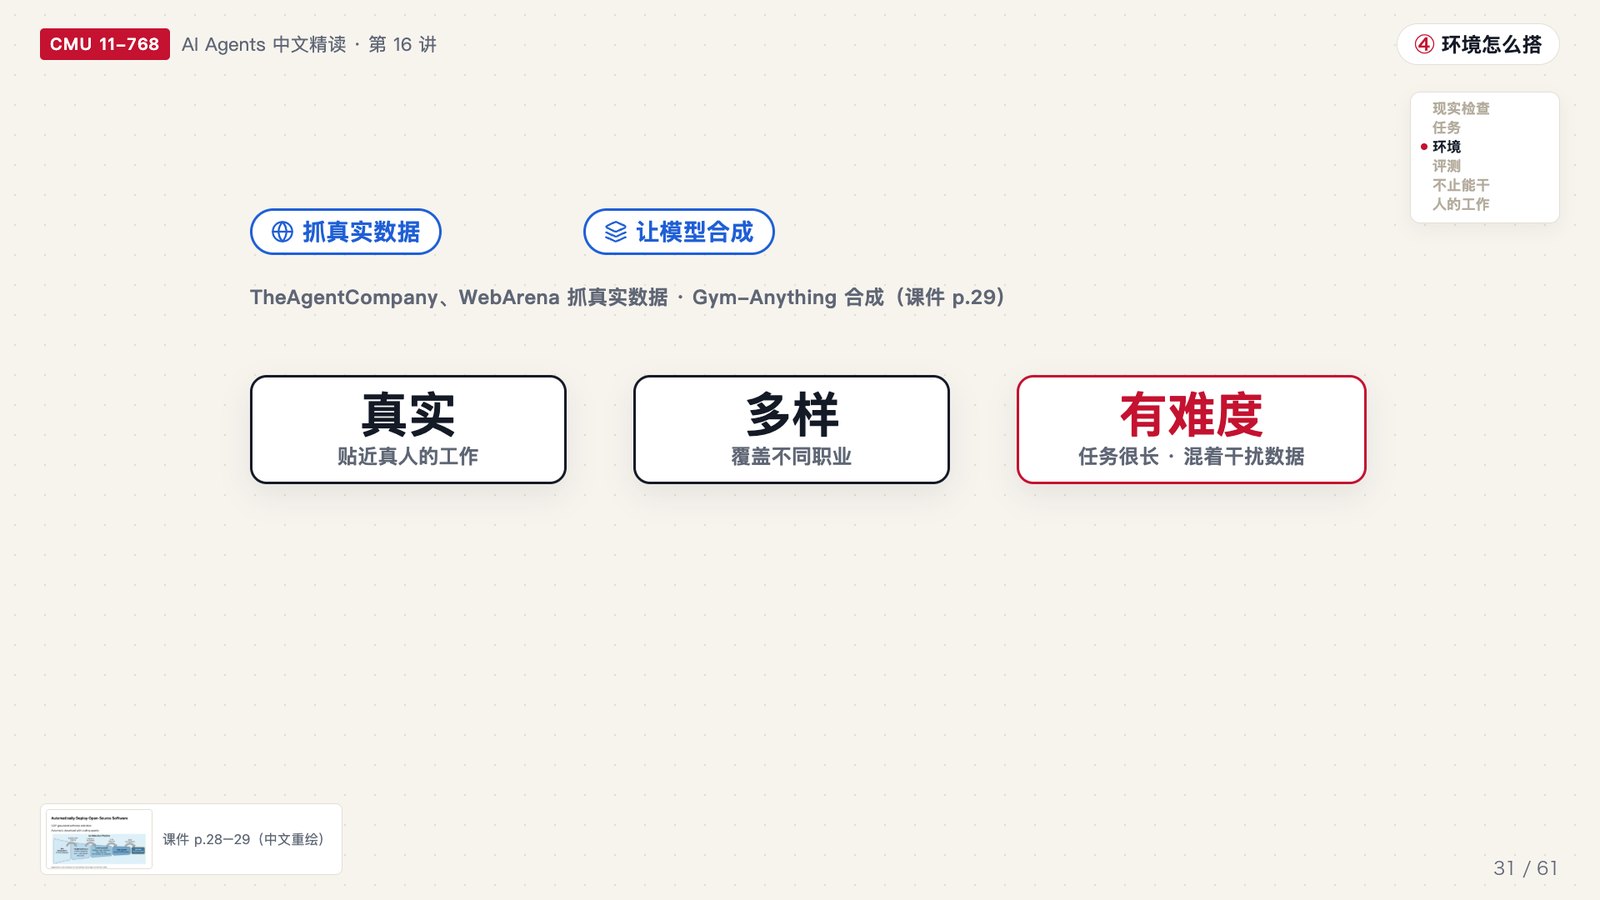 CMU 11-768 AI Agents 中文精读 · 第 16 讲
④ 环境怎么搭
现实检查
任务
环境
评测
不止能干
人的工作
抓真实数据
让模型合成
TheAgentCompany、WebArena 抓真实数据 · Gym-Anything 合成（课件 p.29）
真实
贴近真人的工作
多样
覆盖不同职业
有难度
任务很长 · 混着干扰数据
Automatically Deploy Open-Source Software
课件 p.28—29（中文重绘）
31 / 61